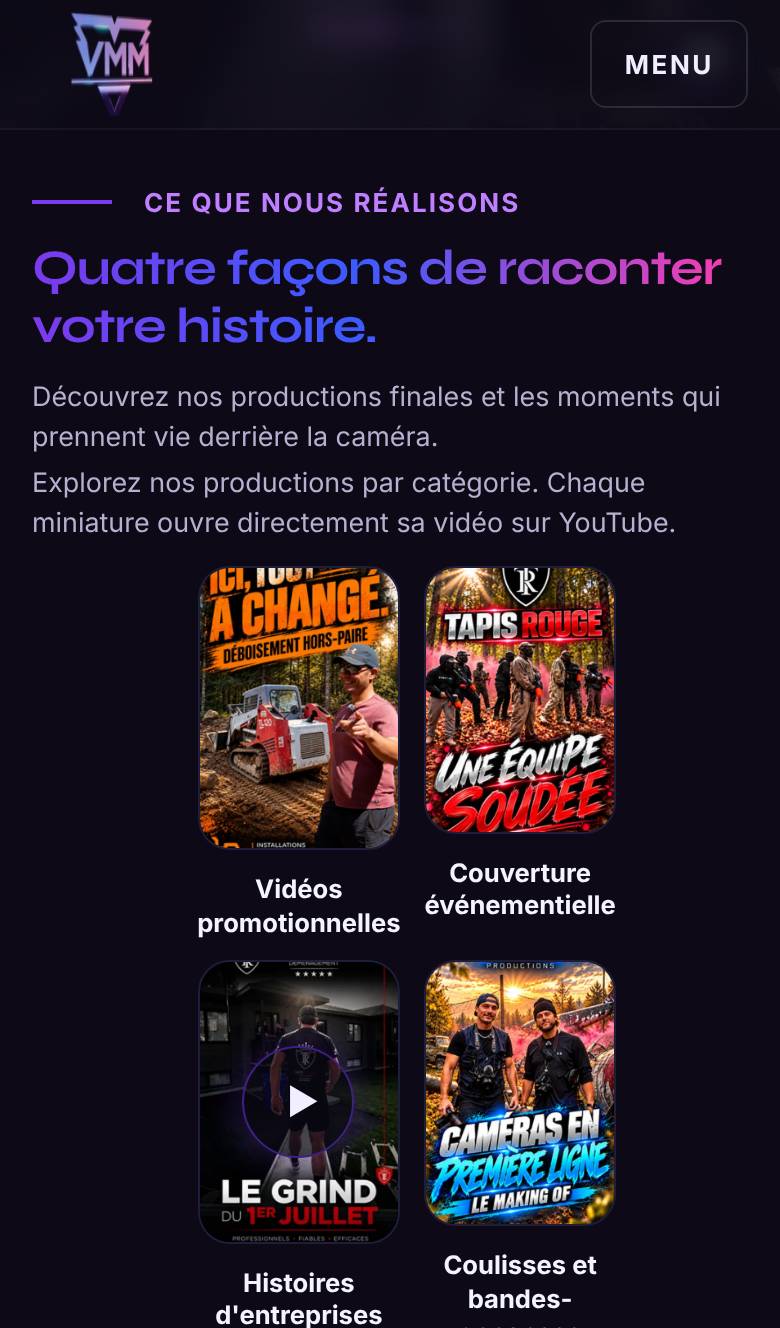 VMM
MENU
CE QUE NOUS RÉALISONS
Quatre façons de raconter
votre histoire.
Découvrez nos productions finales et les moments qui
prennent vie derrière la caméra.
Explorez nos productions par catégorie. Chaque
miniature ouvre directement sa vidéo sur YouTube.
ICI, TOUT
A CHANGÉ.
DÉBOISEMENT HORS-PAIRE
INSTALLATIONS
TR
TAPIS ROUGE
UNE ÉQUIPE
SOUDÉE
Vidéos
promotionnelles
Couverture
événementielle
DÉMÉNAGEMENT
LE GRIND
DU 1ER JUILLET
PROFESSIONNELS - FIABLES - EFFICACES
PRODUCTIONS
CAMÉRAS EN
PREMIÈRE LIGNE
LE MAKING OF
Histoires
d'entreprises
Coulisses et
bandes-